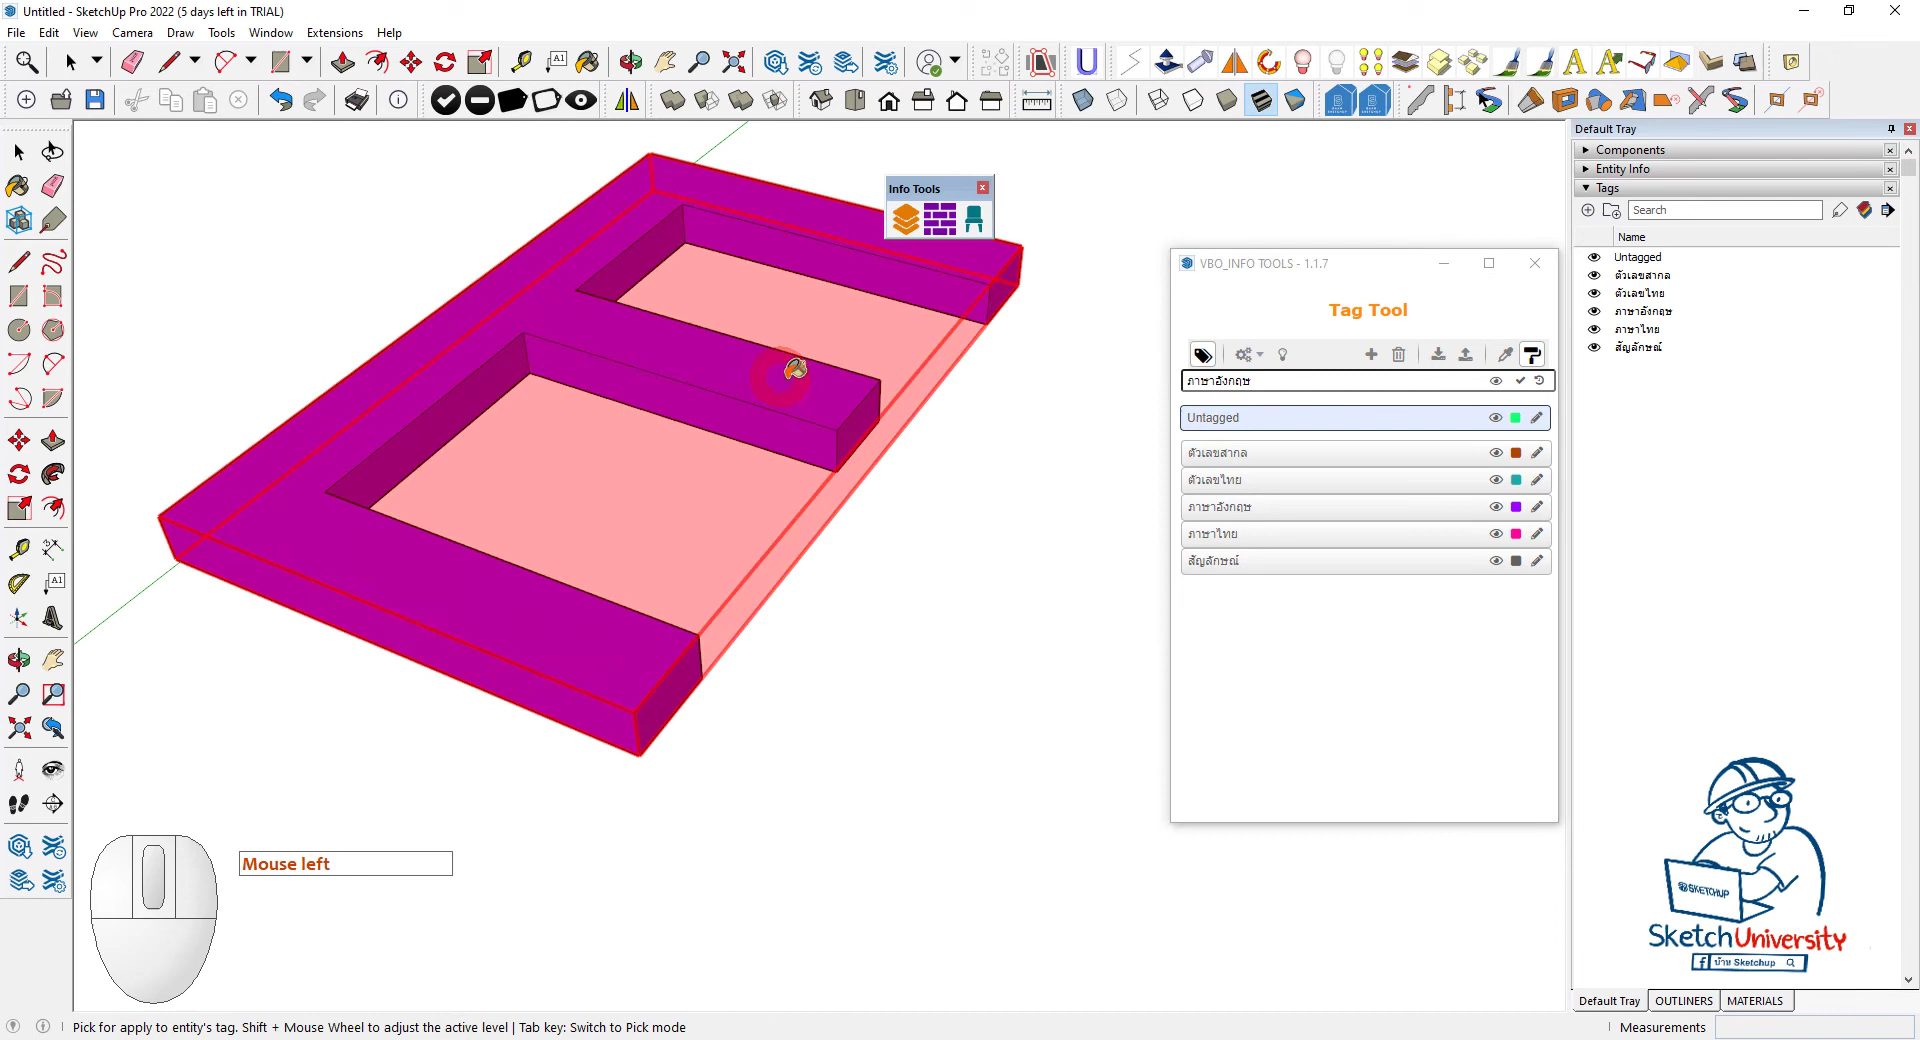 Untitled - SketchUp Pro 2022 (5 days left in TRIAL)
File Edit View Camera Draw Tools Window Extensions Help
Default Tray
Components
Entity Info
Tags
Search
Name
Untagged
ตัวเลขสากล
ตัวเลขไทย
ภาษาอังกฤษ
ภาษาไทย
สัญลักษณ์
Info Tools
VBO_INFO TOOLS - 1.1.7
Tag Tool
ภาษาอังกฤษ
Untagged
ตัวเลขสากล
ตัวเลขไทย
ภาษาอังกฤษ
ภาษาไทย
สัญลักษณ์
Mouse left
SKETCHUP
SketchUniversity
f บ้าน Sketchup
Default Tray OUTLINERS MATERIALS
Pick for apply to entity's tag. Shift + Mouse Wheel to adjust the active level | Tab key: Switch to Pick mode
Measurements